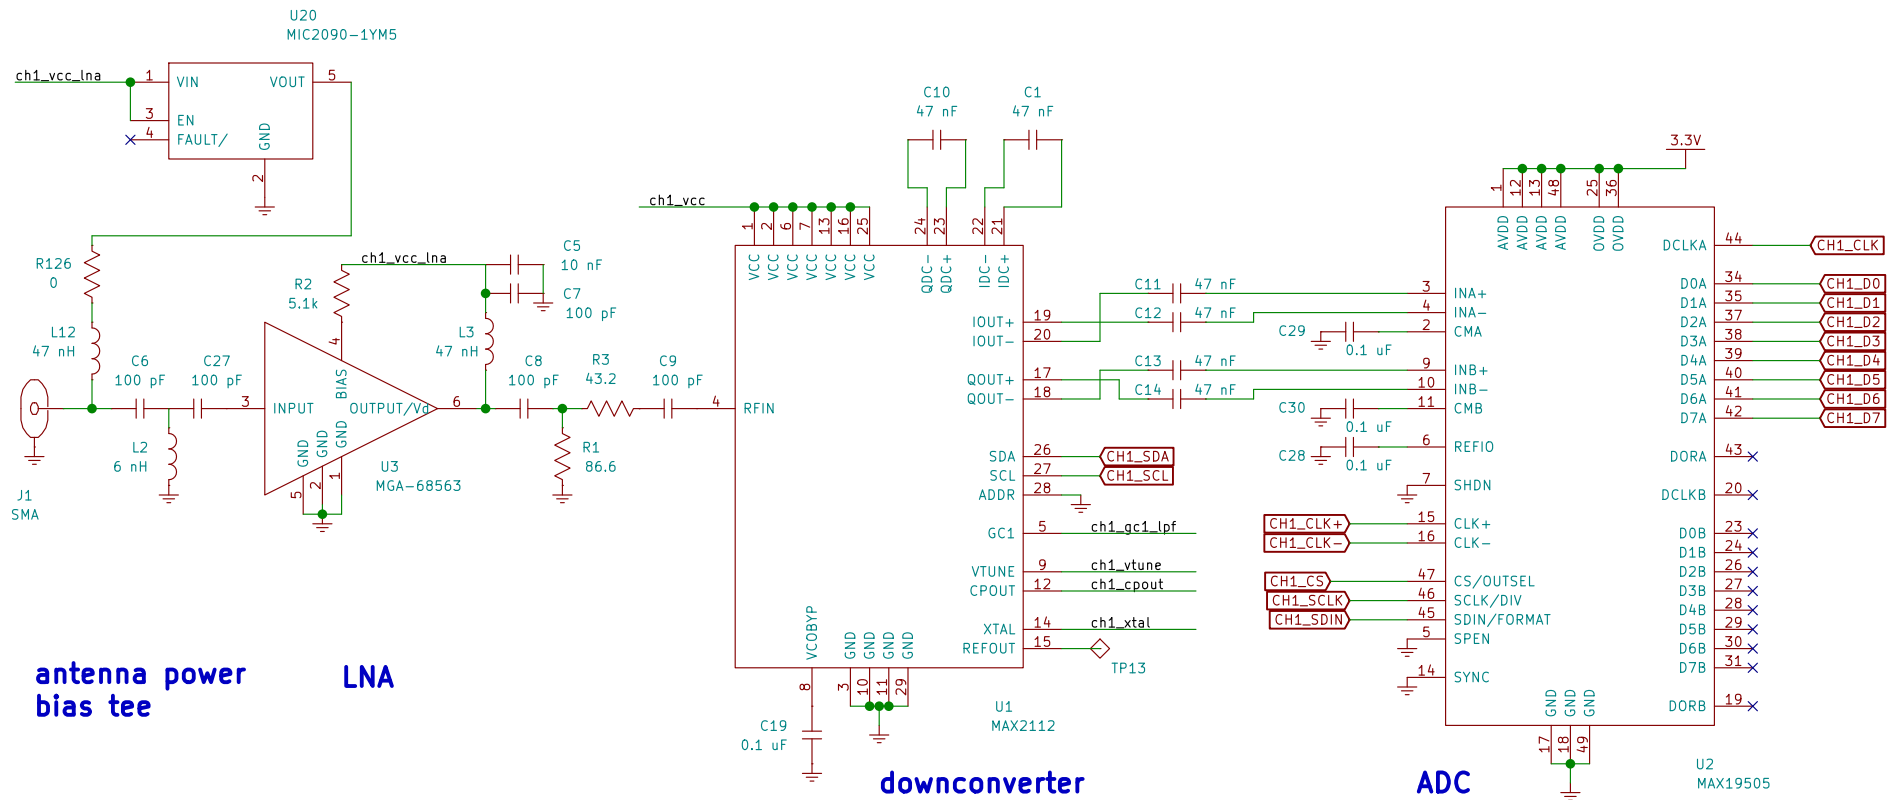 U20
MIC2090-1YM5
ch1_vcc_lna
1
VIN
VOUT
5
3
EN
4
FAULT/
GND
2
R126
0
L12
47 nH
C6
100 pF
C27
100 pF
J1
SMA
L2
6 nH
ch1_vcc_lna
R2
5.1k
4
BIAS
3
INPUT
OUTPUT/Vd
6
GND
GND
GND
5
2
1
U3
MGA-68563
C5
10 nF
C7
100 pF
L3
47 nH
C8
100 pF
R3
43.2
C9
100 pF
R1
86.6
antenna power
bias tee
LNA
C10
47 nF
C1
47 nF
ch1_vcc
1
2
6
7
13
16
25
24
23
22
21
VCC
VCC
VCC
VCC
VCC
VCC
VCC
QDC-
QDC+
IDC-
IDC+
4
RFIN
IOUT+
19
IOUT-
20
QOUT+
17
QOUT-
18
SDA
26
CH1_SDA
SCL
27
CH1_SCL
ADDR
28
GC1
5
ch1_gc1_lpf
VTUNE
9
ch1_vtune
CPOUT
12
ch1_cpout
XTAL
14
ch1_xtal
REFOUT
15
TP13
VCOBYP
GND
GND
GND
GND
8
3
10
11
29
C19
0.1 uF
U1
MAX2112
downconverter
C11
47 nF
C12
47 nF
C13
47 nF
C14
47 nF
C29
0.1 uF
C30
0.1 uF
C28
0.1 uF
3.3V
1
12
13
48
25
36
AVDD
AVDD
AVDD
AVDD
OVDD
OVDD
3
INA+
4
INA-
2
CMA
9
INB+
10
INB-
11
CMB
6
REFIO
7
SHDN
CH1_CLK+
15
CLK+
CH1_CLK-
16
CLK-
CH1_CS
47
CS/OUTSEL
CH1_SCLK
46
SCLK/DIV
CH1_SDIN
45
SDIN/FORMAT
5
SPEN
14
SYNC
GND
GND
GND
17
18
49
DCLKA
44
CH1_CLK
D0A
34
CH1_D0
D1A
35
CH1_D1
D2A
37
CH1_D2
D3A
38
CH1_D3
D4A
39
CH1_D4
D5A
40
CH1_D5
D6A
41
CH1_D6
D7A
42
CH1_D7
DORA
43
DCLKB
20
D0B
23
D1B
24
D2B
26
D3B
27
D4B
28
D5B
29
D6B
30
D7B
31
DORB
19
U2
MAX19505
ADC